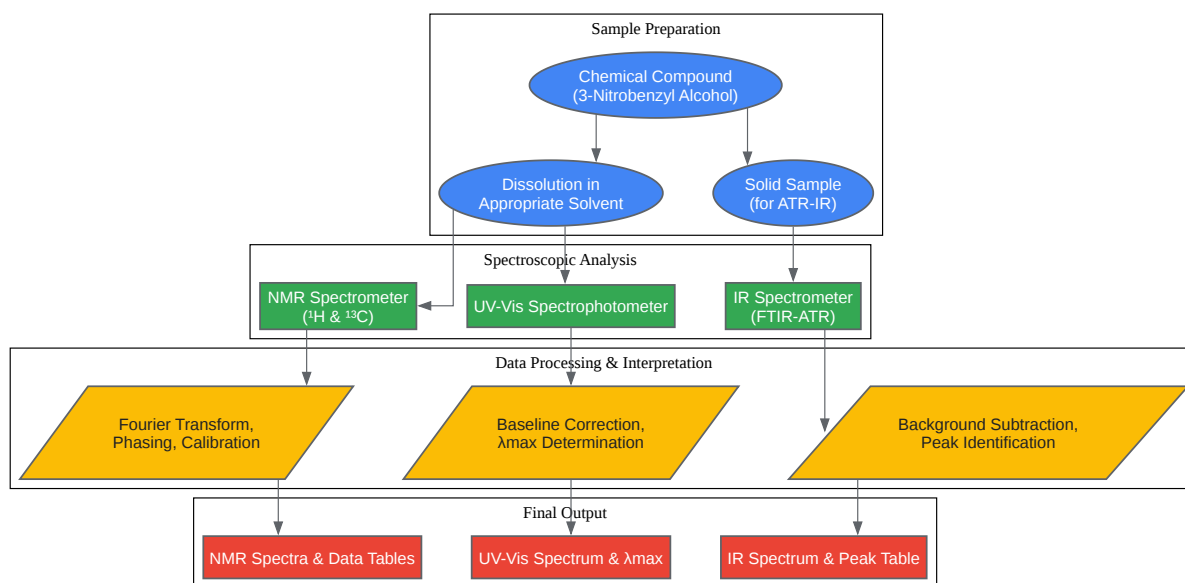 Sample Preparation
Chemical Compound
(3-Nitrobenzyl Alcohol)
Dissolution in
Appropriate Solvent
Solid Sample
(for ATR-IR)
Spectroscopic Analysis
NMR Spectrometer
(¹H & ¹³C)
UV-Vis Spectrophotometer
IR Spectrometer
(FTIR-ATR)
Data Processing & Interpretation
Fourier Transform,
Phasing, Calibration
Baseline Correction,
λmax Determination
Background Subtraction,
Peak Identification
Final Output
NMR Spectra & Data Tables
UV-Vis Spectrum & λmax
IR Spectrum & Peak Table